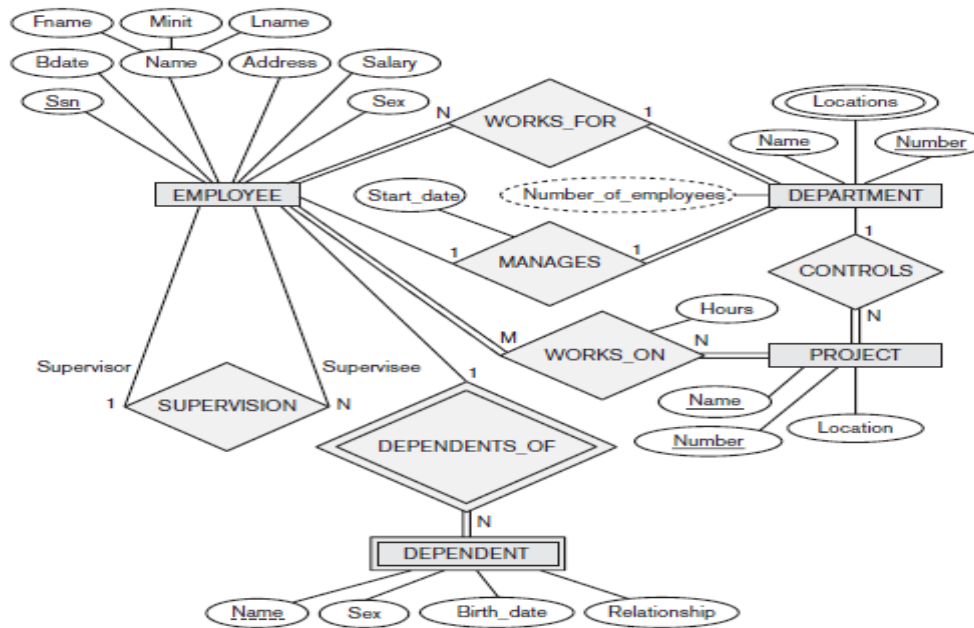 Fname Minit Lname
Bdate Name Address Salary
Ssn Sex
N WORKS_FOR 1
Locations
Name Number
EMPLOYEE
Start_date
Number_of_employees
DEPARTMENT
1 MANAGES 1
1
CONTROLS
N
Hours
M WORKS_ON N
PROJECT
Supervisor Supervisee
1 SUPERVISION N
1
Name
Number
Location
DEPENDENTS_OF
N
DEPENDENT
Name Sex Birth_date Relationship